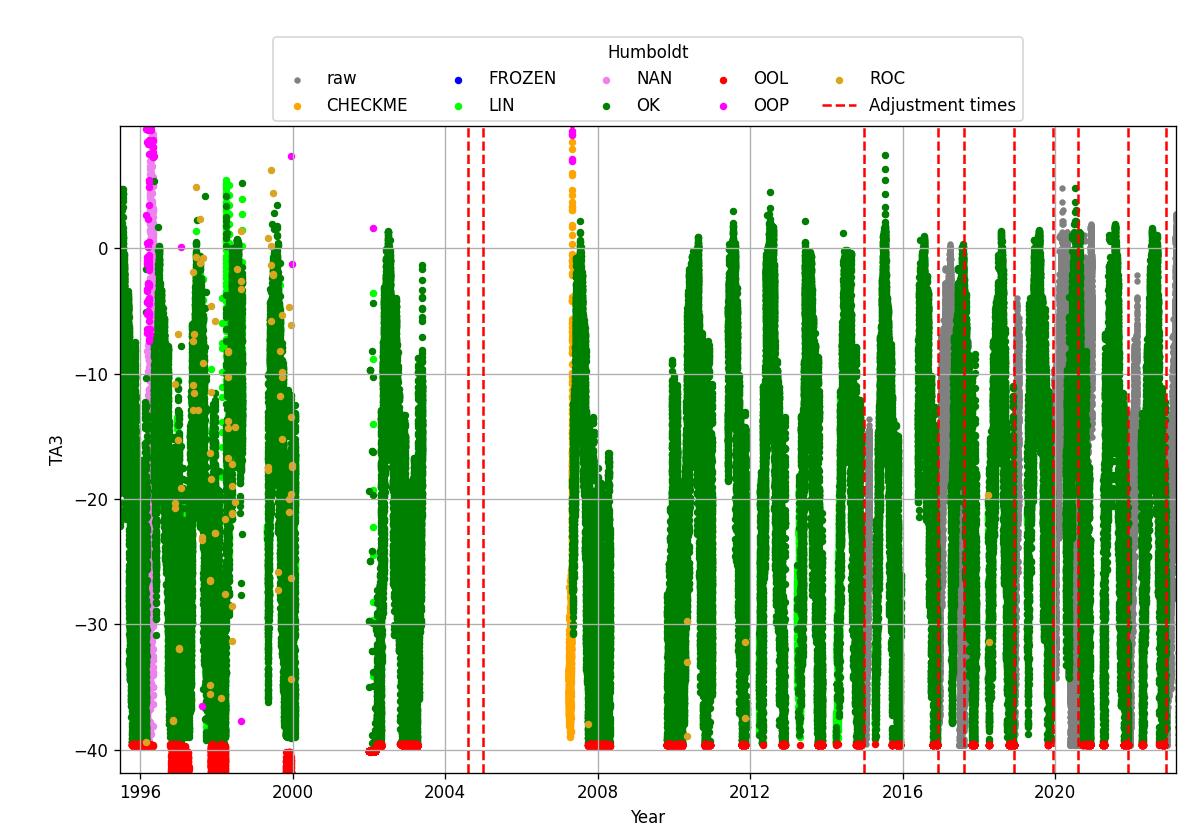 Humboldt
raw FROZEN NAN OOL ROC
CHECKME LIN OK OOP Adjustment times
0
−10
−20
−30
−40
TA3
1996 2000 2004 2008 2012 2016 2020
Year